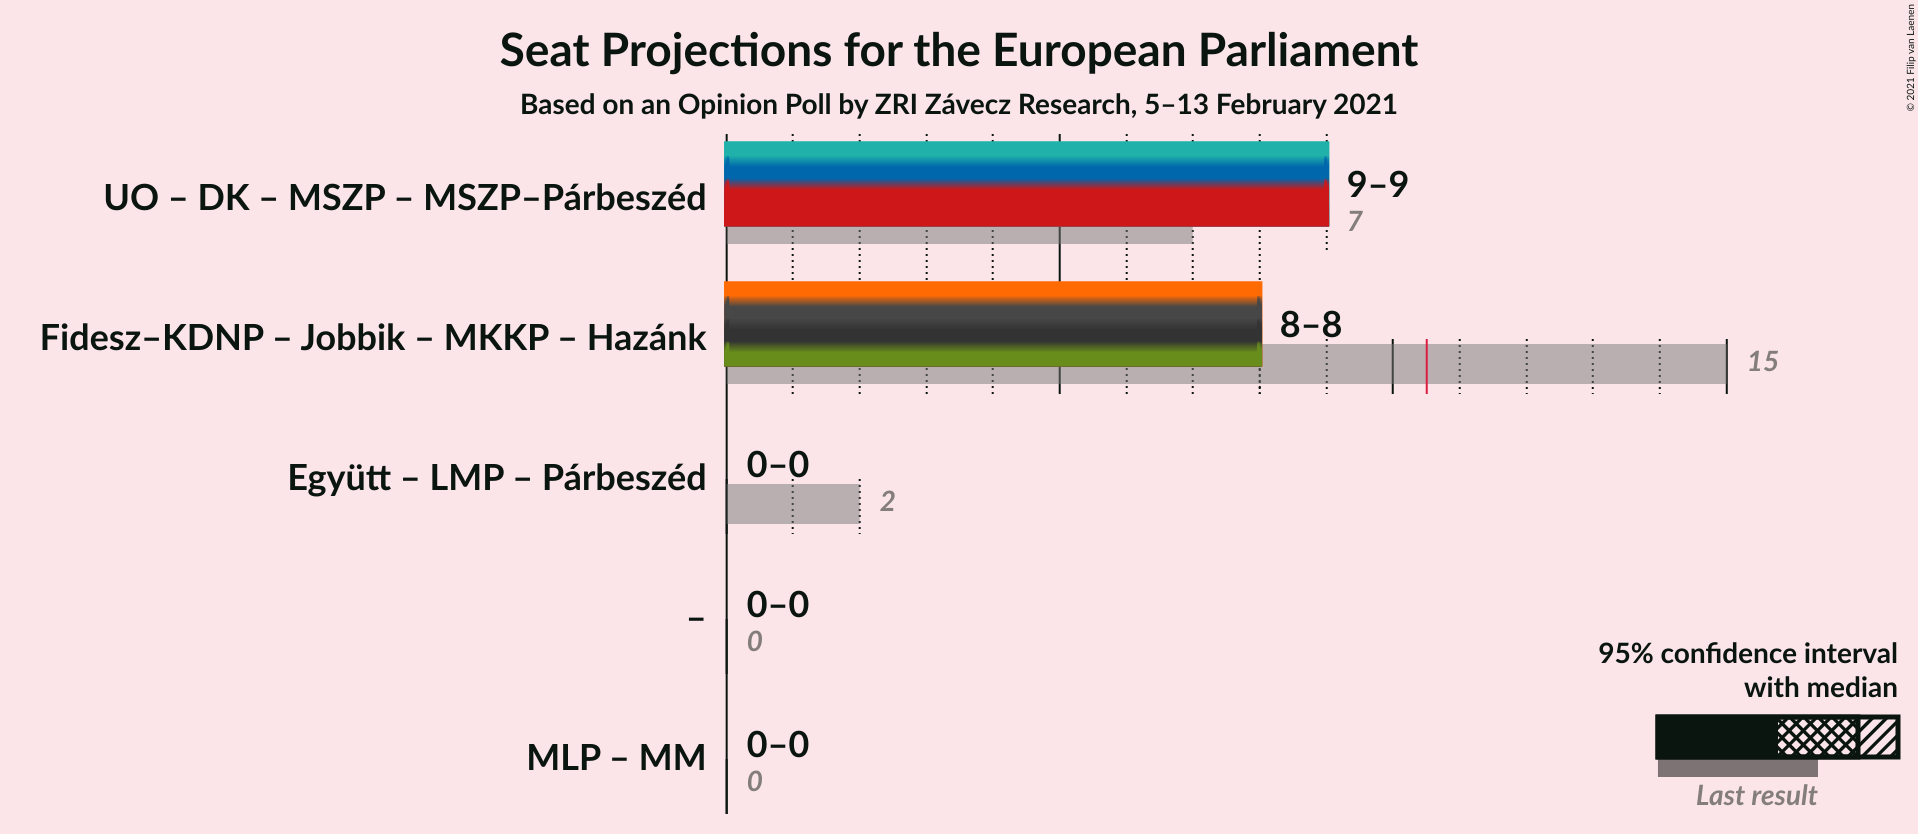 Seat Projections for the European Parliament
Based on an Opinion Poll by ZRI Závecz Research, 5–13 February 2021
© 2021 Filip van Laenen
UO – DK – MSZP – MSZP–Párbeszéd
9–9
7
Fidesz–KDNP – Jobbik – MKKP – Hazánk
8–8
15
Együtt – LMP – Párbeszéd
0–0
2
–
0–0
0
MLP – MM
0–0
0
95% confidence interval
with median
Last result